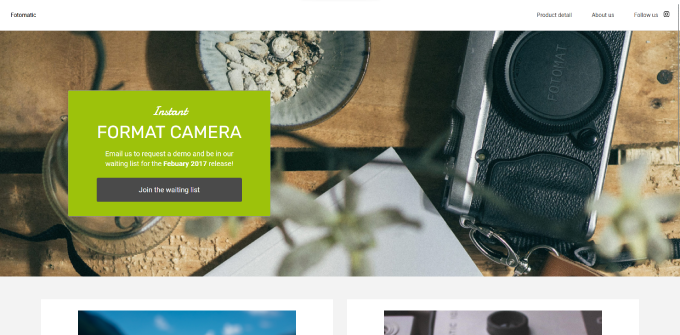 Fotomatic
Product detail
About us
Follow us
FOTOMAT
Instant
FORMAT CAMERA
Email us to request a demo and be in our
waiting list for the Febuary 2017 release!
Join the waiting list